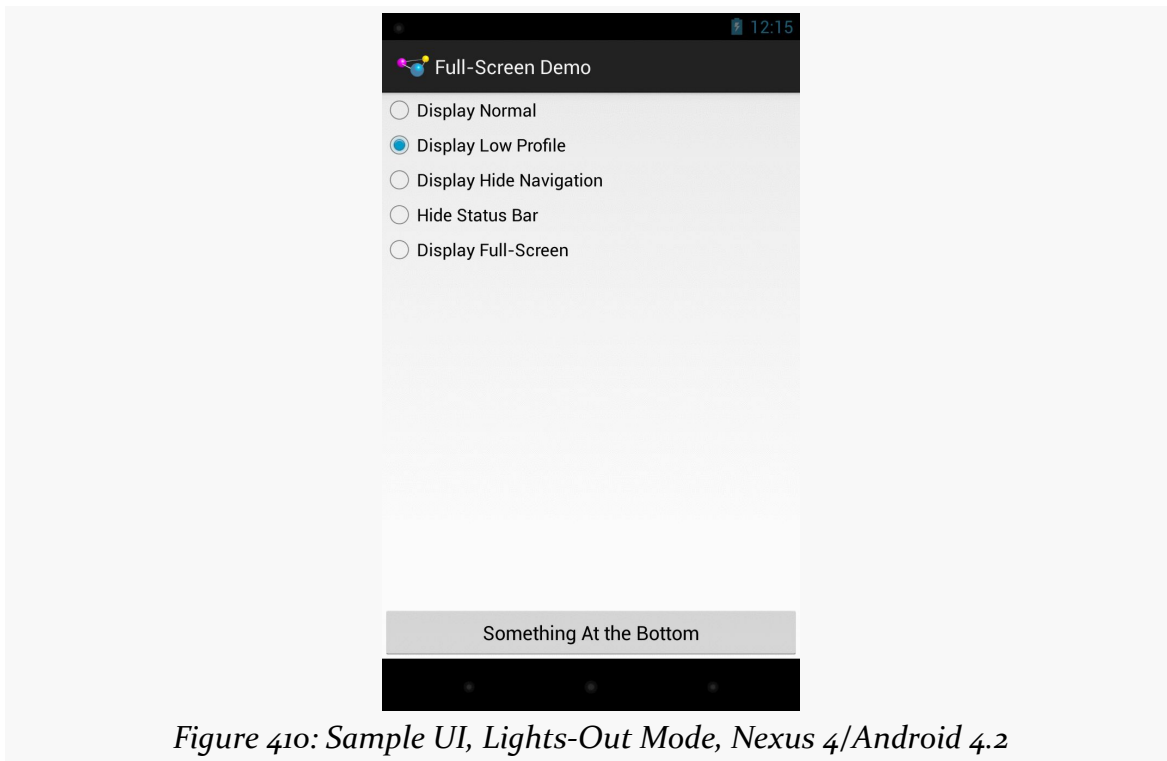 12:15
Full-Screen Demo
Display Normal
Display Low Profile
Display Hide Navigation
Hide Status Bar
Display Full-Screen
Something At the Bottom
Figure 410: Sample UI, Lights-Out Mode, Nexus 4/Android 4.2